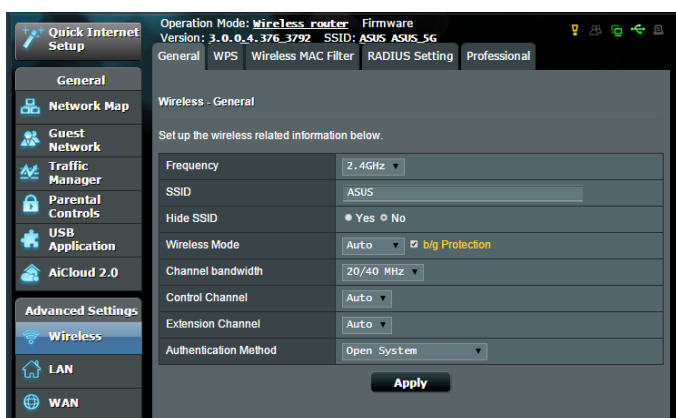 Quick Internet
Setup
Operation Mode: Wireless router Firmware
Version: 3.0.0.4.376_3792 SSID: ASUS ASUS_5G
General WPS Wireless MAC Filter RADIUS Setting Professional
General
Network Map
Guest
Network
Traffic
Manager
Parental
Controls
USB
Application
AiCloud 2.0
Advanced Settings
Wireless
LAN
WAN
Wireless - General
Set up the wireless related information below.
Frequency 2.4GHz
SSID ASUS
Hide SSID Yes No
Wireless Mode Auto b/g Protection
Channel bandwidth 20/40 MHz
Control Channel Auto
Extension Channel Auto
Authentication Method Open System
Apply